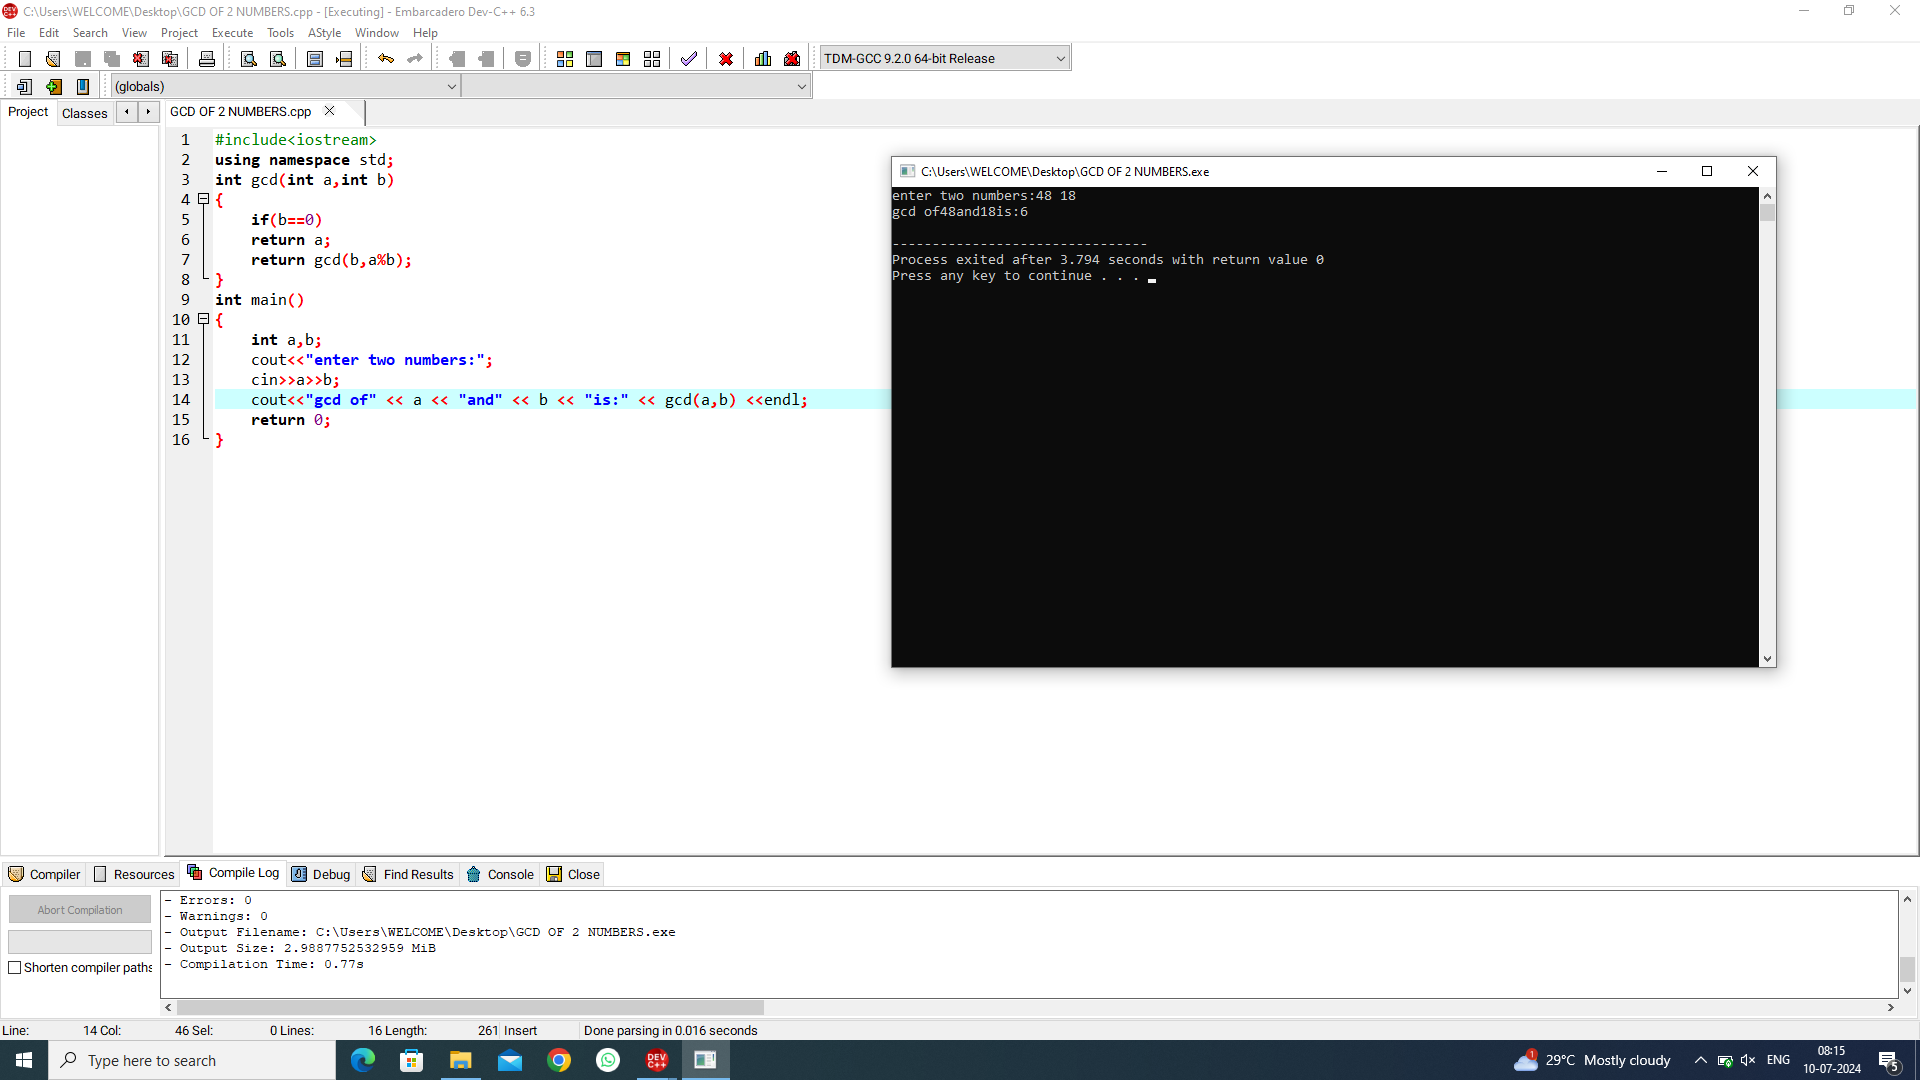 C:\Users\WELCOME\Desktop\GCD OF 2 NUMBERS.cpp - [Executing] - Embarcadero Dev-C++ 6.3
File Edit Search View Project Execute Tools AStyle Window Help
TDM-GCC 9.2.0 64-bit Release
(globals)
Project Classes GCD OF 2 NUMBERS.cpp
1 #include<iostream>
2 using namespace std;
3 int gcd(int a,int b)
4 {
5 if(b==0)
6 return a;
7 return gcd(b,a%b);
8 }
9 int main()
10 {
11 int a,b;
12 cout<<"enter two numbers:";
13 cin>>a>>b;
14 cout<<"gcd of" << a << "and" << b << "is:" << gcd(a,b) <<endl;
15 return 0;
16 }
C:\Users\WELCOME\Desktop\GCD OF 2 NUMBERS.exe
enter two numbers:48 18
gcd of48and18is:6
--------------------------------
Process exited after 3.794 seconds with return value 0
Press any key to continue . . .
Compiler Resources Compile Log Debug Find Results Console Close
Abort Compilation
Shorten compiler paths
- Errors: 0
- Warnings: 0
- Output Filename: C:\Users\WELCOME\Desktop\GCD OF 2 NUMBERS.exe
- Output Size: 2.9887752532959 MiB
- Compilation Time: 0.77s
Line: 14 Col: 46 Sel: 0 Lines: 16 Length: 261 Insert Done parsing in 0.016 seconds
Type here to search
DEV C++
1
29°C Mostly cloudy
ENG
08:15
10-07-2024
5